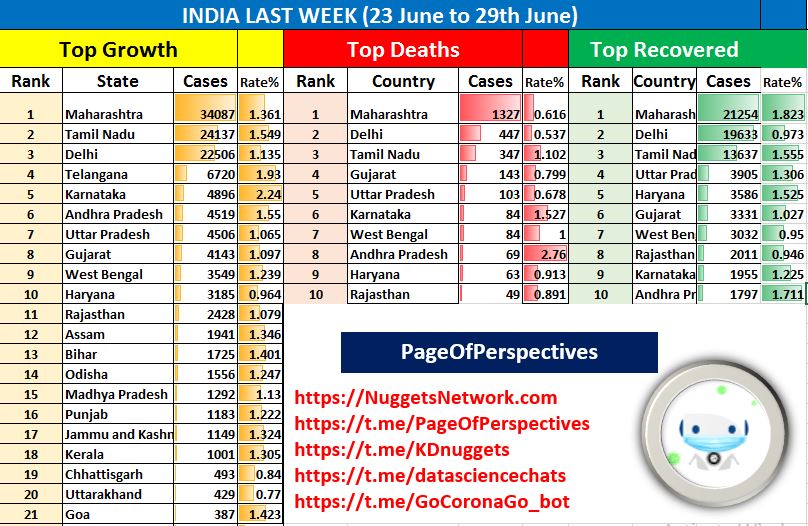 INDIA LAST WEEK (23 June to 29th June)
Top Growth Top Deaths Top Recovered
Rank State Cases Rate% Rank Country Cases Rate% Rank Country Cases Rate%
1 Maharashtra 34087 1.361 1 Maharashtra 1327 0.616 1 Maharash 21254 1.823
2 Tamil Nadu 24137 1.549 2 Delhi 447 0.537 2 Delhi 19633 0.973
3 Delhi 22506 1.135 3 Tamil Nadu 347 1.102 3 Tamil Nad 13637 1.555
4 Telangana 6720 1.93 4 Gujarat 143 0.799 4 Uttar Prad 3905 1.306
5 Karnataka 4896 2.24 5 Uttar Pradesh 103 0.678 5 Haryana 3586 1.525
6 Andhra Pradesh 4519 1.55 6 Karnataka 84 1.527 6 Gujarat 3331 1.027
7 Uttar Pradesh 4506 1.065 7 West Bengal 84 1 7 West Ben 3032 0.95
8 Gujarat 4143 1.097 8 Andhra Pradesh 69 2.76 8 Rajasthan 2011 0.946
9 West Bengal 3549 1.239 9 Haryana 63 0.913 9 Karnataka 1955 1.225
10 Haryana 3185 0.964 10 Rajasthan 49 0.891 10 Andhra Pr 1797 1.711
11 Rajasthan 2428 1.079
12 Assam 1941 1.346
13 Bihar 1725 1.401
14 Odisha 1556 1.247
15 Madhya Pradesh 1292 1.13
16 Punjab 1183 1.222
17 Jammu and Kashn 1149 1.324
18 Kerala 1001 1.305
19 Chhattisgarh 493 0.84
20 Uttarakhand 429 0.77
21 Goa 387 1.423
PageOfPerspectives
https://NuggetsNetwork.com
https://t.me/PageOfPerspectives
https://t.me/KDnuggets
https://t.me/datasciencechats
https://t.me/GoCoronaGo_bot